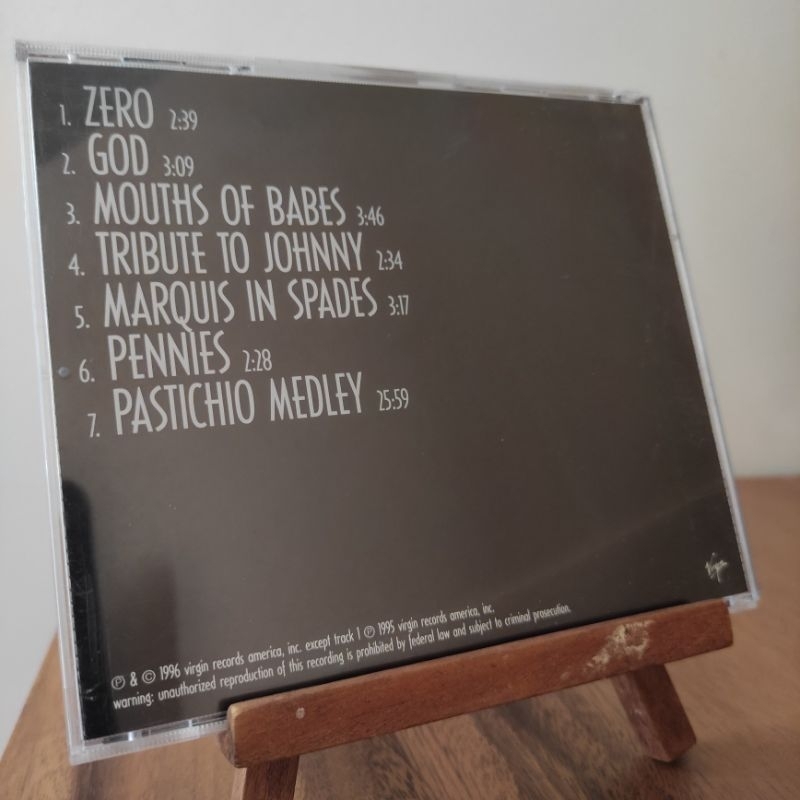 1. ZERO 2:39
2. GOD 3:09
3. MOUTHS OF BABES 3:46
4. TRIBUTE TO JOHNNY 2:34
5. MARQUIS IN SPADES 3:17
6. PENNIES 2:28
7. PASTICHIO MEDLEY 25:59
Virgin
℗ & © 1996 virgin records america, inc. except track 1 ℗ 1995 virgin records america, inc.
warning: unauthorized reproduction of this recording is prohibited by federal law and subject to criminal prosecution.